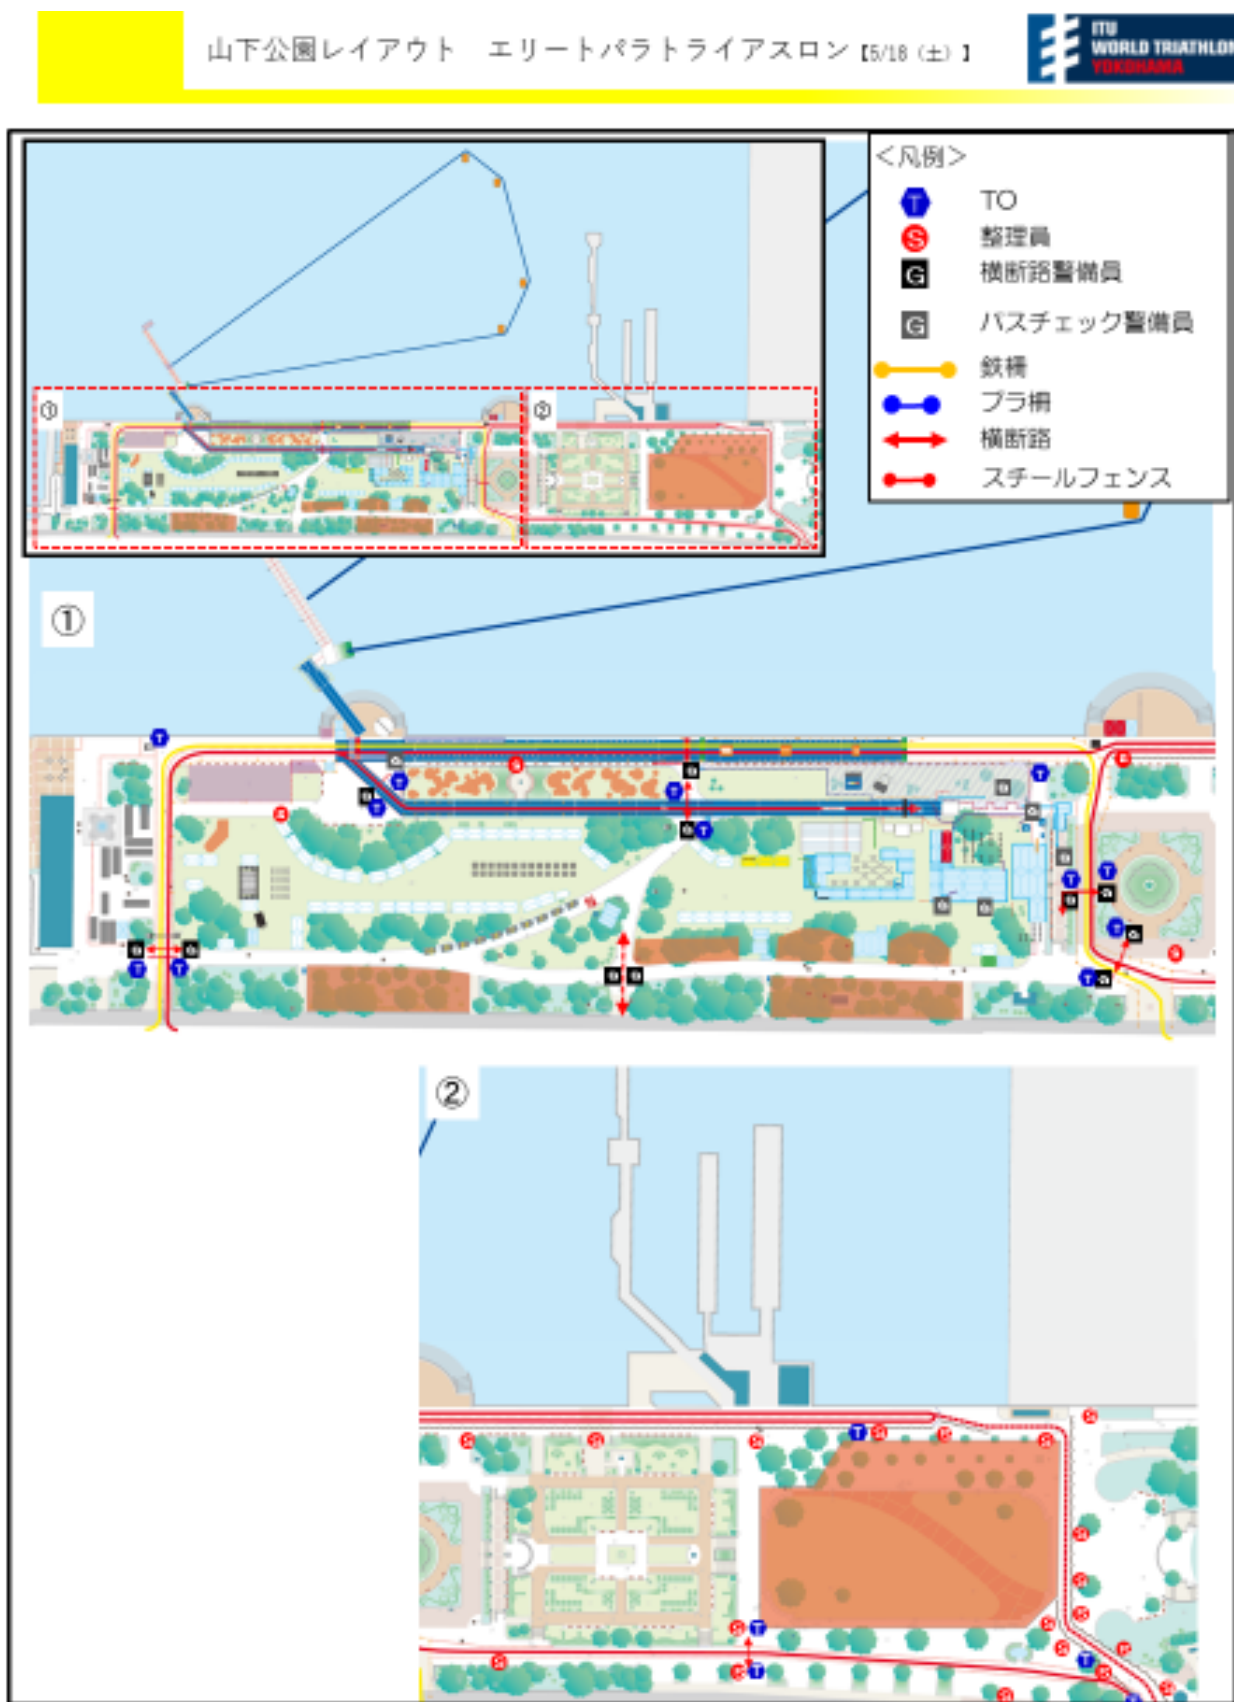 山下公園レイアウト エリートパラトライアスロン【5/18（土）】
ITU
WORLD TRIATHLON
YOKOHAMA
＜凡例＞
T TO
S 整理員
G 横断路警備員
G パスチェック警備員
鉄柵
プラ柵
横断路
スチールフェンス
①
②
①
②